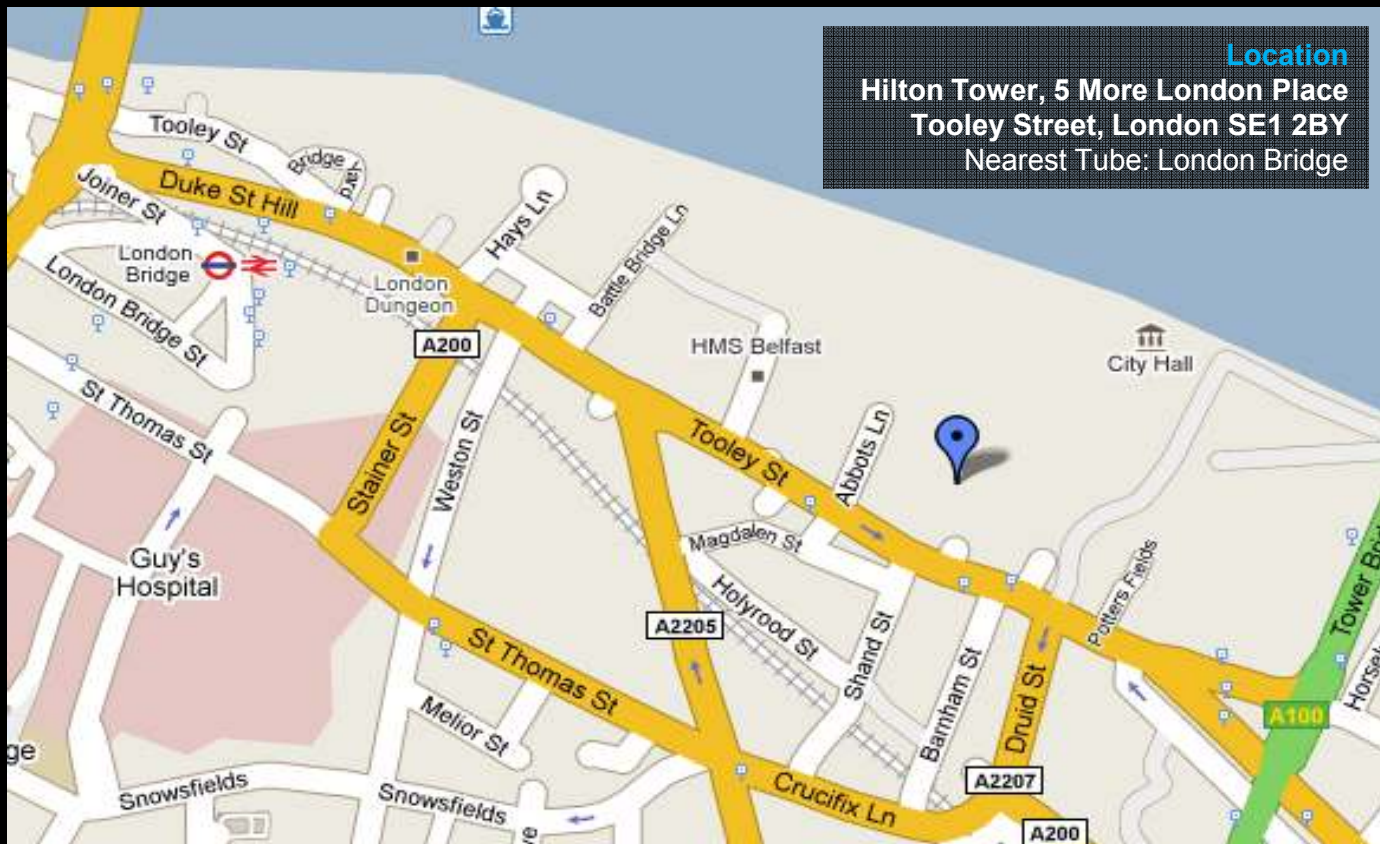 Location
Hilton Tower, 5 More London Place
Tooley Street, London SE1 2BY
Nearest Tube: London Bridge
Tooley St
Bridge Yard
Joiner St
Duke St Hill
Hays Ln
Battle Bridge Ln
London
Bridge
London
Dungeon
London Bridge St
A200
HMS Belfast
City Hall
St Thomas St
Stainer St
Weston St
Tooley St
Abbots Ln
Magdalen St
Guy's
Hospital
Holyrood St
Potters Fields
A2205
Shand St
Barnham St
Druid St
St Thomas St
Melior St
A100
A2207
Snowsfields
Snowsfields
Crucifix Ln
A200
Tower Bri
Horsel
ge